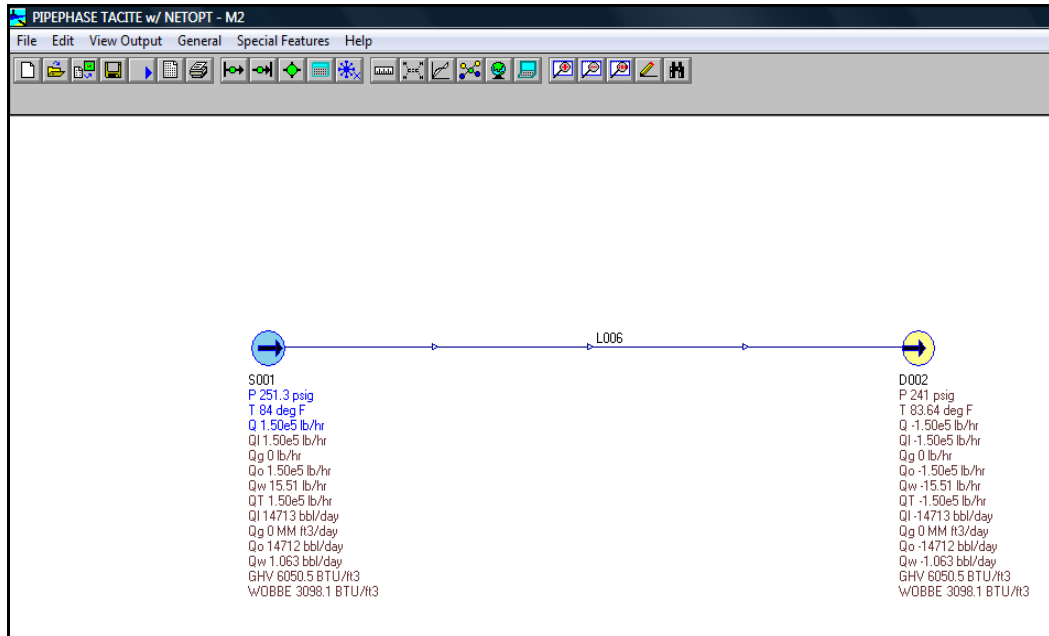 PIPEPHASE TACITE w/ NETOPT - M2
File Edit View Output General Special Features Help
L006
S001
P 251.3 psig
T 84 deg F
Q 1.50e5 lb/hr
Ql 1.50e5 lb/hr
Qg 0 lb/hr
Qo 1.50e5 lb/hr
Qw 15.51 lb/hr
QT 1.50e5 lb/hr
Ql 14713 bbl/day
Qg 0 MM ft3/day
Qo 14712 bbl/day
Qw 1.063 bbl/day
GHV 6050.5 BTU/ft3
WOBBE 3098.1 BTU/ft3
D002
P 241 psig
T 83.64 deg F
Q -1.50e5 lb/hr
Ql -1.50e5 lb/hr
Qg 0 lb/hr
Qo -1.50e5 lb/hr
Qw -15.51 lb/hr
QT -1.50e5 lb/hr
Ql -14713 bbl/day
Qg 0 MM ft3/day
Qo -14712 bbl/day
Qw -1.063 bbl/day
GHV 6050.5 BTU/ft3
WOBBE 3098.1 BTU/ft3